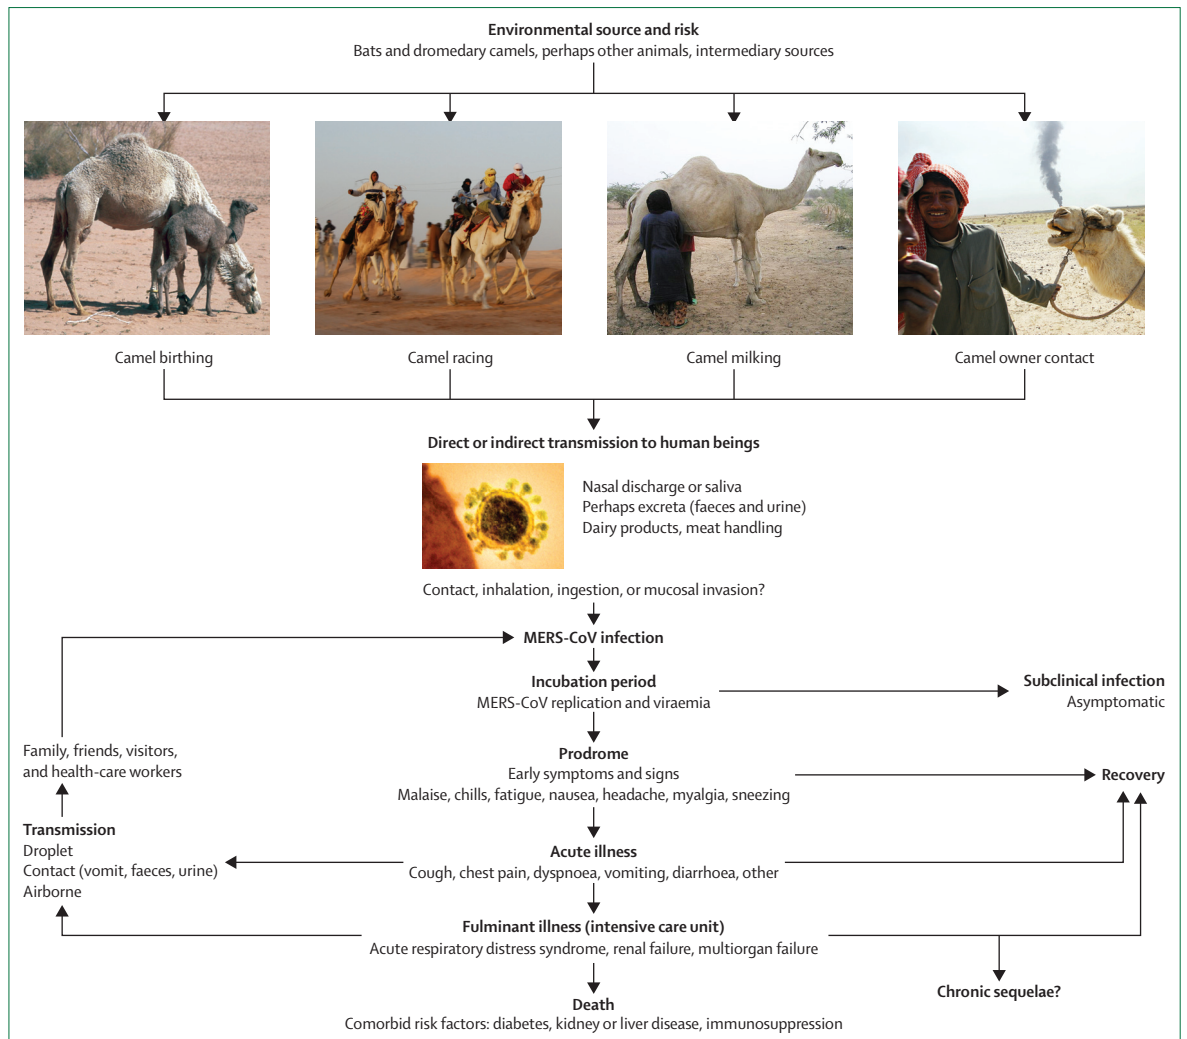 Environmental source and risk
Bats and dromedary camels, perhaps other animals, intermediary sources
Camel birthing
Camel racing
Camel milking
Camel owner contact
Direct or indirect transmission to human beings
Nasal discharge or saliva
Perhaps excreta (faeces and urine)
Dairy products, meat handling
Contact, inhalation, ingestion, or mucosal invasion?
MERS-CoV infection
Incubation period
MERS-CoV replication and viraemia
Subclinical infection
Asymptomatic
Prodrome
Early symptoms and signs
Malaise, chills, fatigue, nausea, headache, myalgia, sneezing
Recovery
Family, friends, visitors,
and health-care workers
Transmission
Droplet
Contact (vomit, faeces, urine)
Airborne
Acute illness
Cough, chest pain, dyspnoea, vomiting, diarrhoea, other
Fulminant illness (intensive care unit)
Acute respiratory distress syndrome, renal failure, multiorgan failure
Chronic sequelae?
Death
Comorbid risk factors: diabetes, kidney or liver disease, immunosuppression